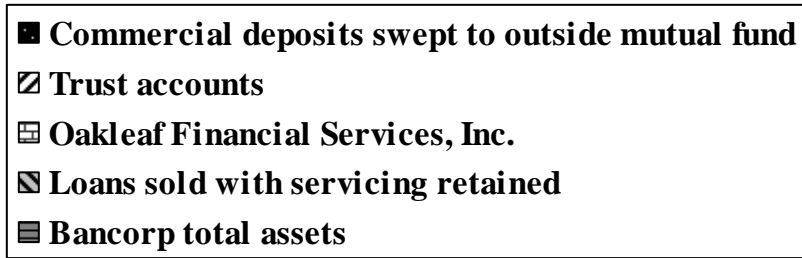 Commercial deposits swept to outside mutual fund
Trust accounts
Oakleaf Financial Services, Inc.
Loans sold with servicing retained
Bancorp total assets